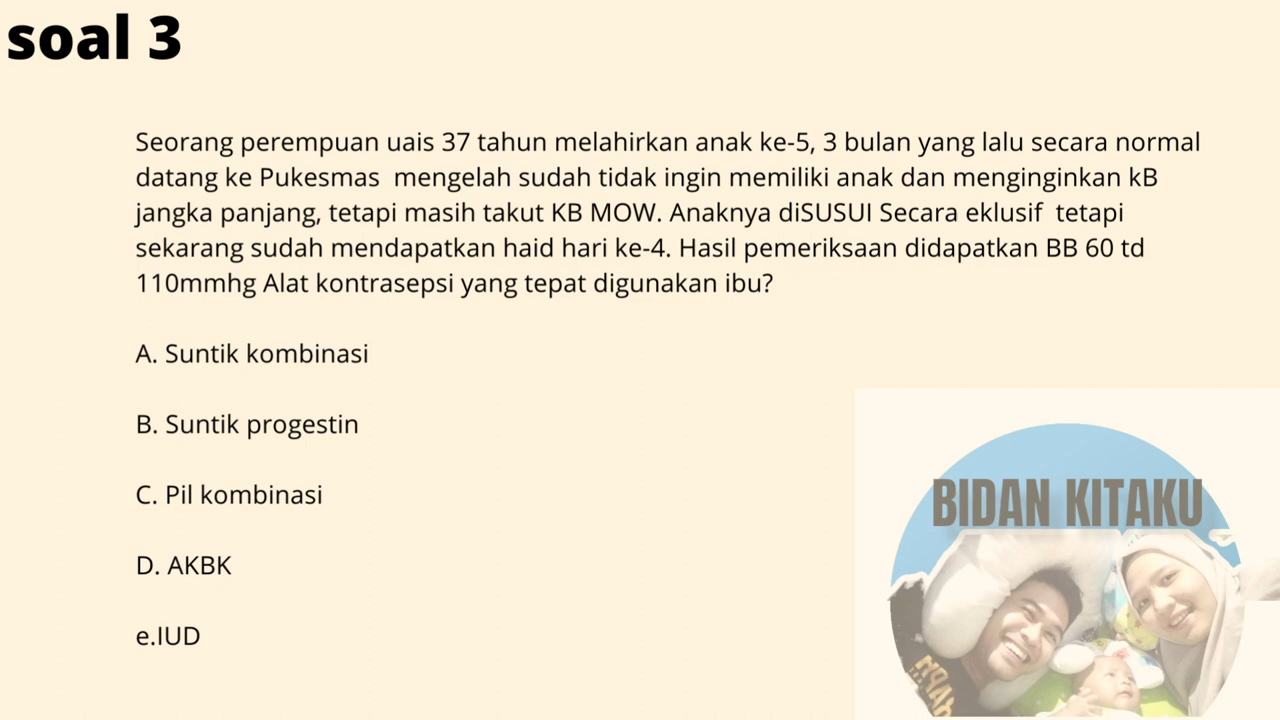 soal 3
Seorang perempuan uais 37 tahun melahirkan anak ke-5, 3 bulan yang lalu secara normal
datang ke Pukesmas mengelah sudah tidak ingin memiliki anak dan menginginkan kB
jangka panjang, tetapi masih takut KB MOW. Anaknya diSUSUI Secara eklusif tetapi
sekarang sudah mendapatkan haid hari ke-4. Hasil pemeriksaan didapatkan BB 60 td
110mmhg Alat kontrasepsi yang tepat digunakan ibu?
A. Suntik kombinasi
B. Suntik progestin
C. Pil kombinasi
D. AKBK
e.IUD
BIDAN KITAKU